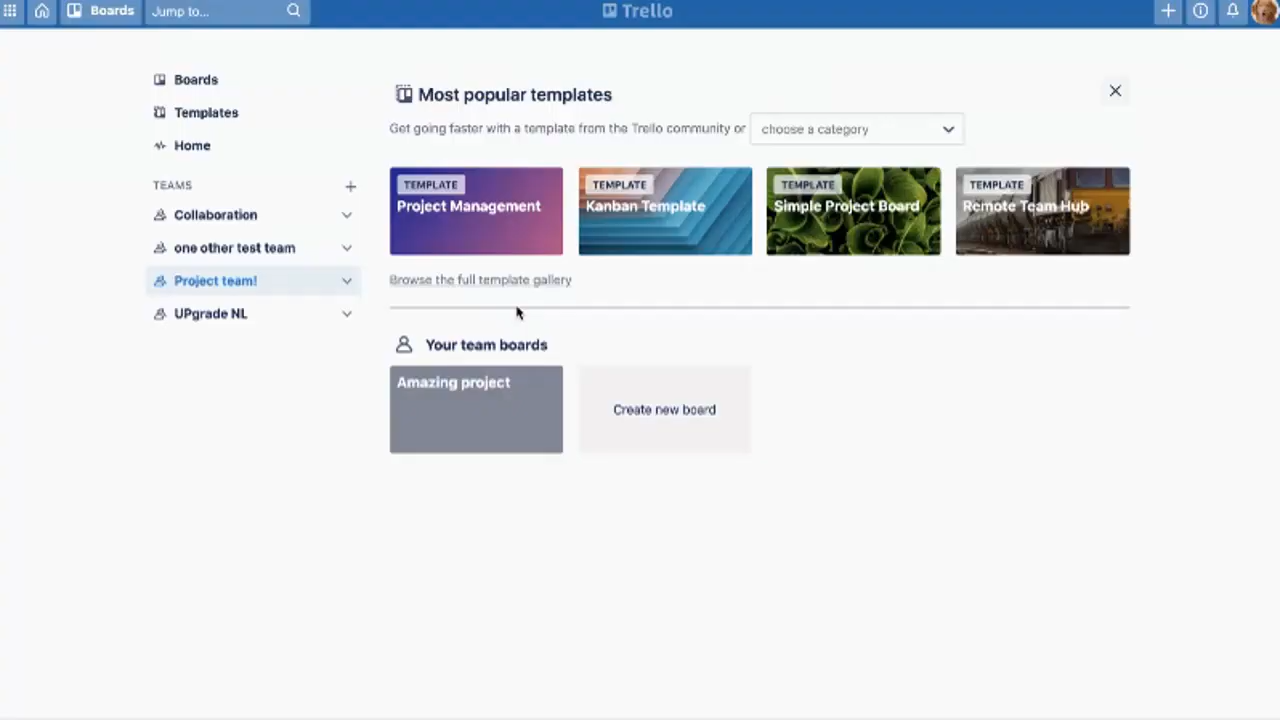 Boards
Jump to...
Trello
Boards
Templates
Home
TEAMS
Collaboration
one other test team
Project team!
UPgrade NL
Most popular templates
Get going faster with a template from the Trello community or
choose a category
TEMPLATE
Project Management
TEMPLATE
Kanban Template
TEMPLATE
Simple Project Board
TEMPLATE
Remote Team Hub
Browse the full template gallery
Your team boards
Amazing project
Create new board